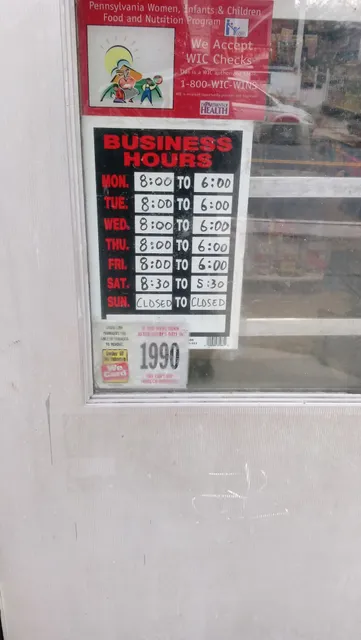 Pennsylvania Women, Infants & Children
Food and Nutrition Program
We Accept
WIC Checks
1-800-WIC-WINS
HEALTH
BUSINESS
HOURS
MON. 8:00 TO 6:00
TUE. 8:00 TO 6:00
WED. 8:00 TO 6:00
THU. 8:00 TO 6:00
FRI. 8:00 TO 6:00
SAT. 8:30 TO 5:30
SUN. CLOSED TO CLOSED
We
Card
1990